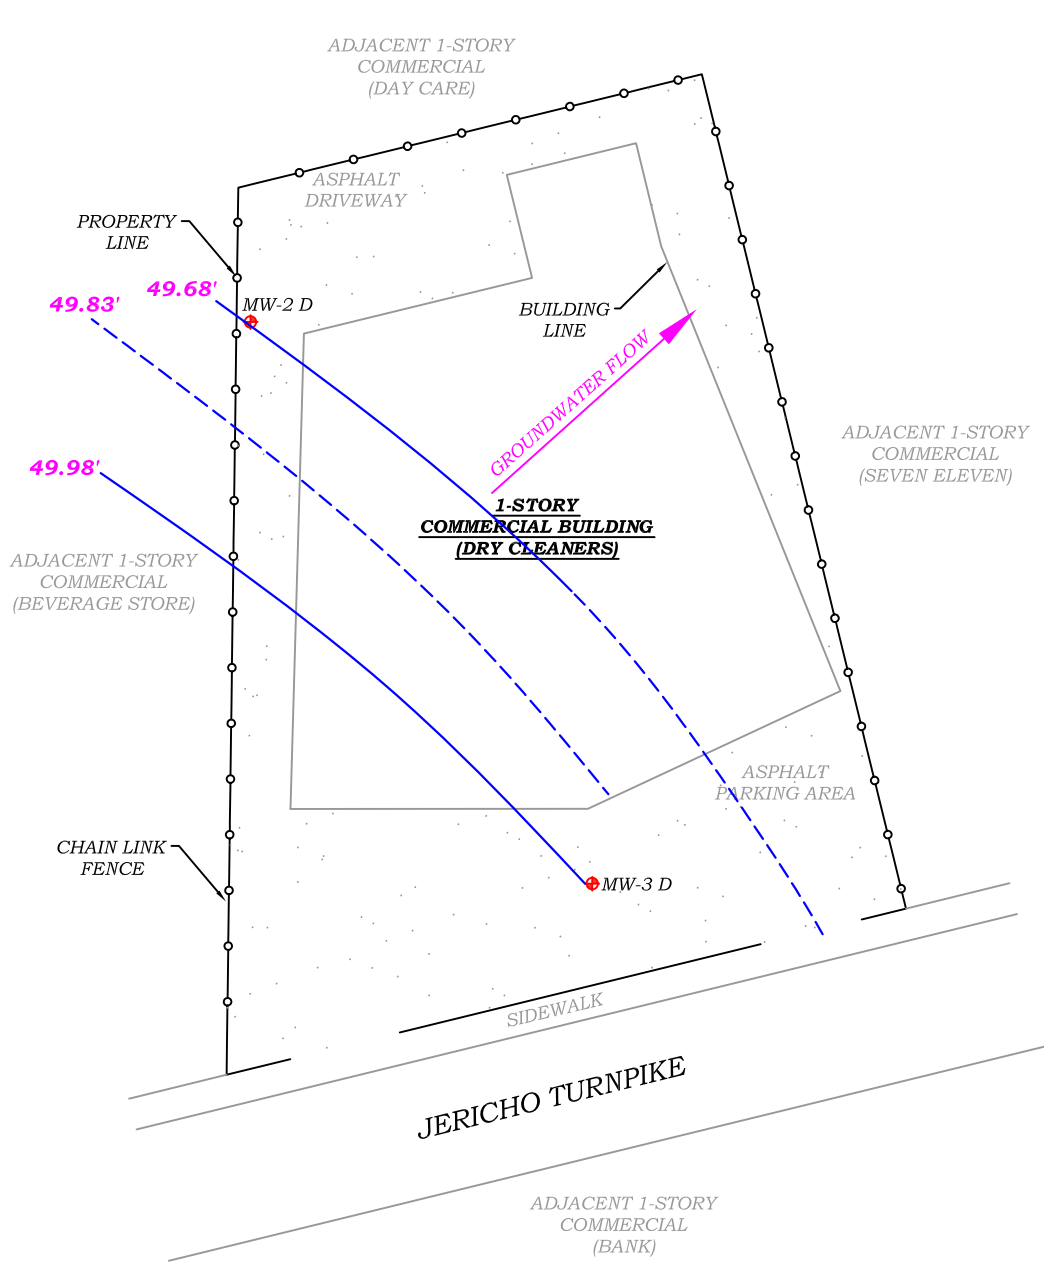 ADJACENT 1-STORY
COMMERCIAL
(DAY CARE)
ASPHALT
DRIVEWAY
PROPERTY
LINE
49.68'
49.83'
MW-2 D
BUILDING
LINE
GROUNDWATER FLOW
49.98'
1-STORY
COMMERCIAL BUILDING
(DRY CLEANERS)
ADJACENT 1-STORY
COMMERCIAL
(SEVEN ELEVEN)
ADJACENT 1-STORY
COMMERCIAL
(BEVERAGE STORE)
ASPHALT
PARKING AREA
CHAIN LINK
FENCE
MW-3 D
SIDEWALK
JERICHO TURNPIKE
ADJACENT 1-STORY
COMMERCIAL
(BANK)